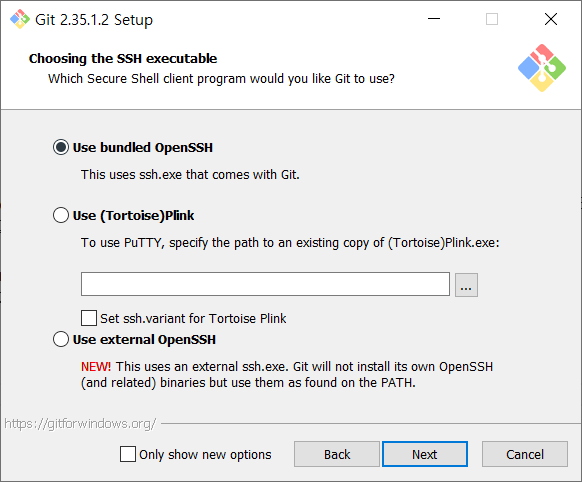 Git 2.35.1.2 Setup
Choosing the SSH executable
Which Secure Shell client program would you like Git to use?
Use bundled OpenSSH
This uses ssh.exe that comes with Git.
Use (Tortoise)Plink
To use PuTTY, specify the path to an existing copy of (Tortoise)Plink.exe:
...
Set ssh.variant for Tortoise Plink
Use external OpenSSH
NEW! This uses an external ssh.exe. Git will not install its own OpenSSH
(and related) binaries but use them as found on the PATH.
https://gitforwindows.org/
Only show new options
Back
Next
Cancel